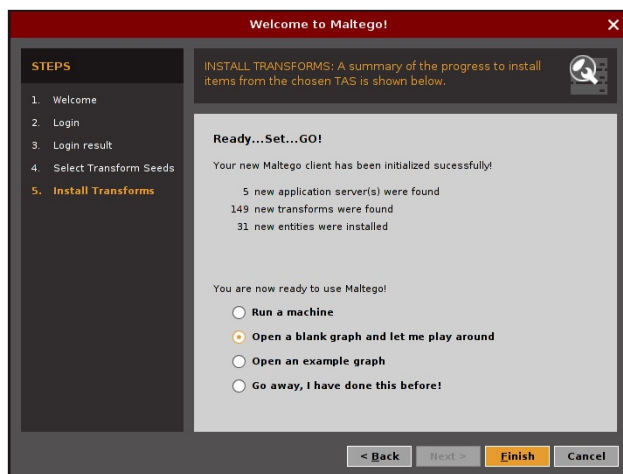 Welcome to Maltego!
STEPS
1. Welcome
2. Login
3. Login result
4. Select Transform Seeds
5. Install Transforms
INSTALL TRANSFORMS: A summary of the progress to install
items from the chosen TAS is shown below.
Ready...Set...GO!
Your new Maltego client has been initialized sucessfully!
5 new application server(s) were found
149 new transforms were found
31 new entities were installed
You are now ready to use Maltego!
Run a machine
Open a blank graph and let me play around
Open an example graph
Go away, I have done this before!
< Back
Next >
Finish
Cancel